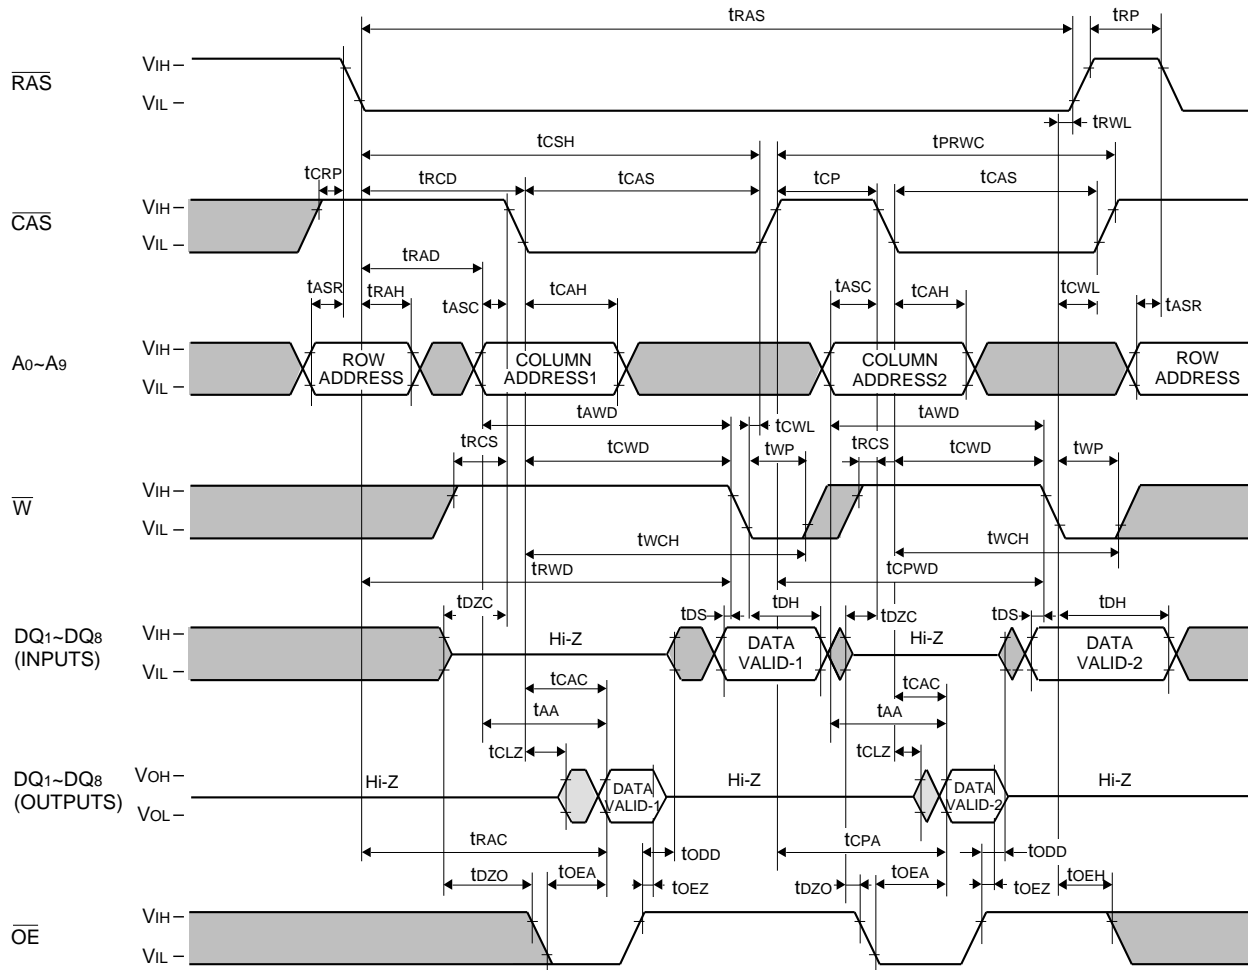 tRAS
tRP
RAS
VIH
VIL
tRWL
tCSH
tPRWC
tCRP
tRCD
tCAS
tCP
tCAS
CAS
VIH
VIL
tRAD
tASR
tRAH
tASC
tCAH
tASC
tCAH
tCWL
tASR
A0~A9
VIH
VIL
ROW
ADDRESS
COLUMN
ADDRESS1
COLUMN
ADDRESS2
ROW
ADDRESS
tAWD
tCWL
tAWD
tRCS
tCWD
tWP
tRCS
tCWD
tWP
W
VIH
VIL
tWCH
tWCH
tRWD
tCPWD
tDZC
tDS
tDH
tDZC
tDS
tDH
DQ1~DQ8
(INPUTS)
VIH
VIL
Hi-Z
DATA
VALID-1
Hi-Z
DATA
VALID-2
tCAC
tCAC
tAA
tAA
tCLZ
tCLZ
DQ1~DQ8
(OUTPUTS)
VOH
VOL
Hi-Z
DATA
VALID-1
Hi-Z
DATA
VALID-2
Hi-Z
tRAC
tODD
tCPA
tODD
tDZO
tOEA
tOEZ
tDZO
tOEA
tOEZ
tOEH
OE
VIH
VIL